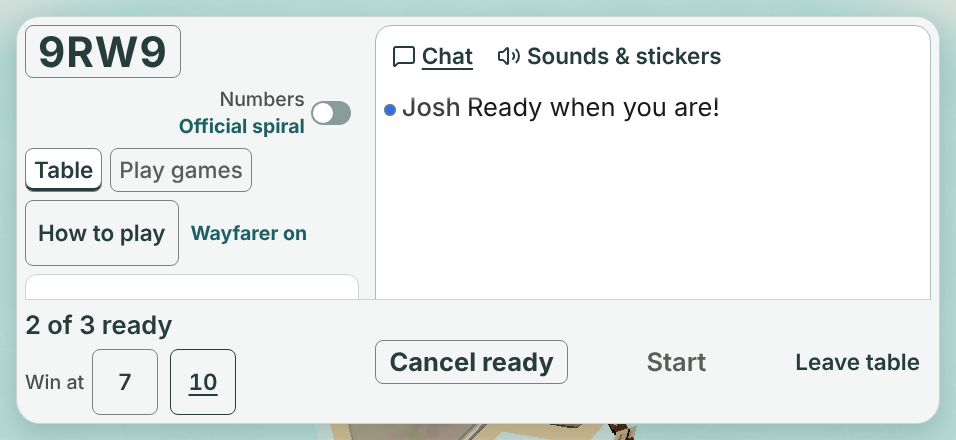 9RW9
Numbers
Official spiral
Table
Play games
How to play
Wayfarer on
Chat
Sounds & stickers
Josh Ready when you are!
2 of 3 ready
Win at
7
10
Cancel ready
Start
Leave table